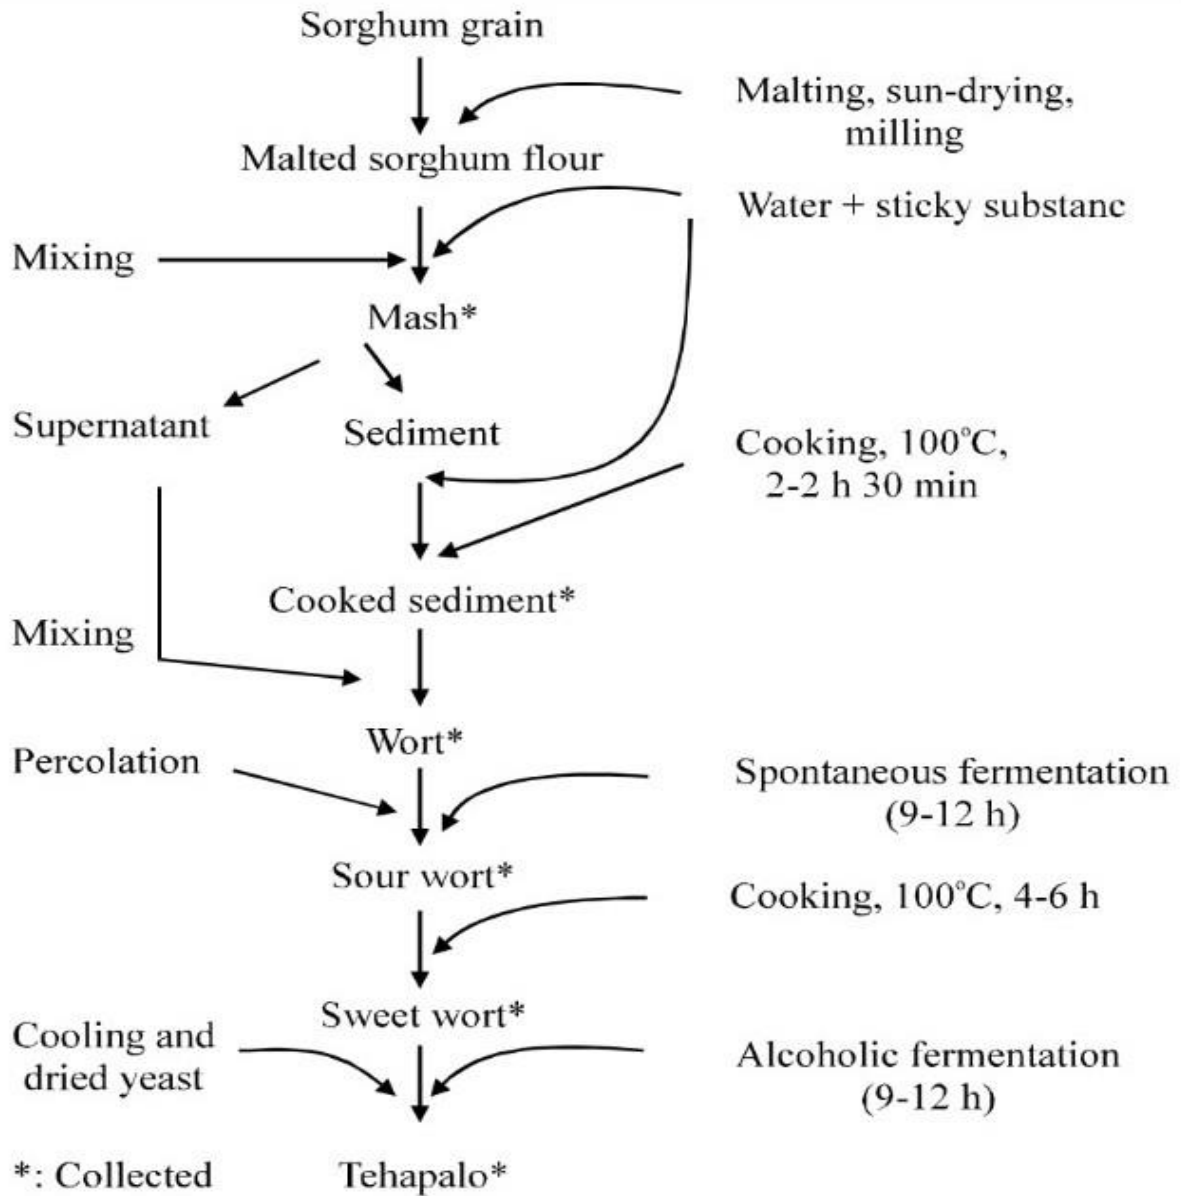 Sorghum grain
Malting, sun-drying,
milling
Malted sorghum flour
Water + sticky substanc
Mixing
Mash*
Supernatant
Sediment
Cooking, 100°C,
2-2 h 30 min
Cooked sediment*
Mixing
Wort*
Percolation
Spontaneous fermentation
(9-12 h)
Sour wort*
Cooking, 100°C, 4-6 h
Sweet wort*
Cooling and
dried yeast
Alcoholic fermentation
(9-12 h)
*: Collected
Tehapalo*